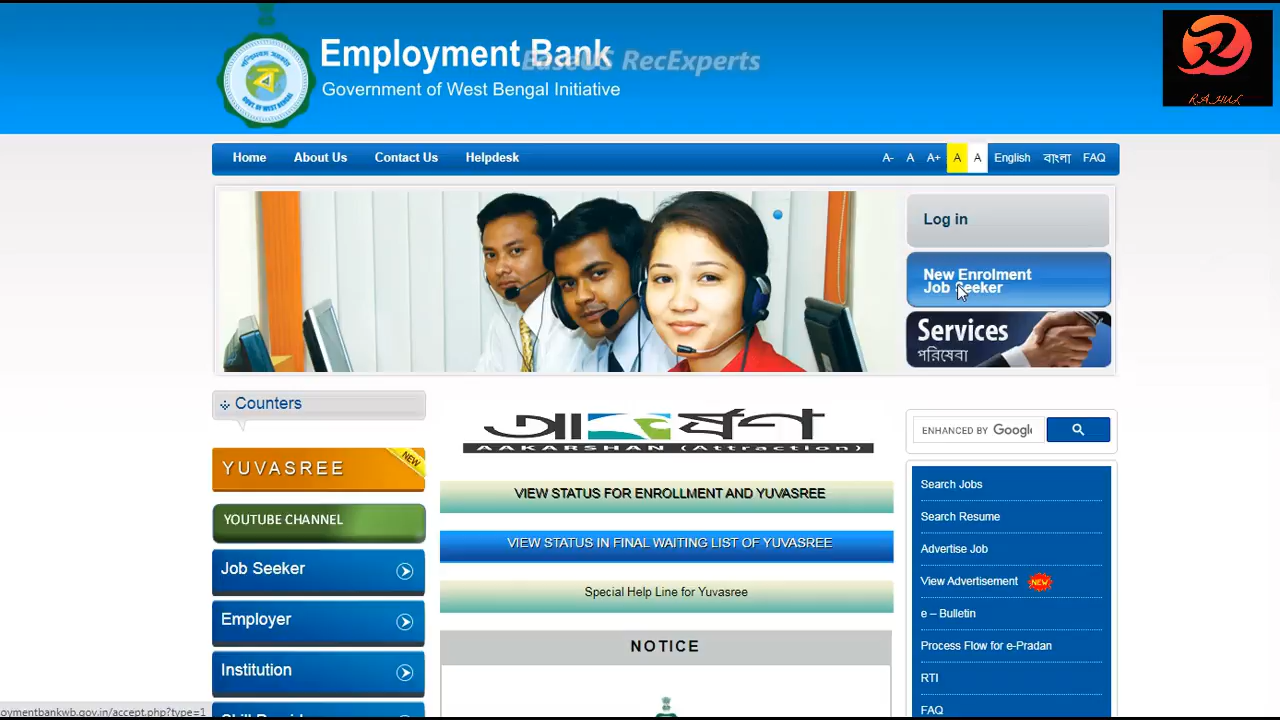 Employment Bank
EaseUS RecExperts
Government of West Bengal Initiative
RAHUL
Home About Us Contact Us Helpdesk
A- A A+ A A English বাংলা FAQ
Log in
New Enrolment
Job Seeker
Services
পরিষেবা
Counters
YUVASREE
NEW
YOUTUBE CHANNEL
Job Seeker
Employer
Institution
AAKARSHAN (Attraction)
VIEW STATUS FOR ENROLLMENT AND YUVASREE
VIEW STATUS IN FINAL WAITING LIST OF YUVASREE
Special Help Line for Yuvasree
NOTICE
ENHANCED BY Google
Search Jobs
Search Resume
Advertise Job
View Advertisement NEW
e – Bulletin
Process Flow for e-Pradan
RTI
FAQ
oymentbankwb.gov.in/accept.php?type=1